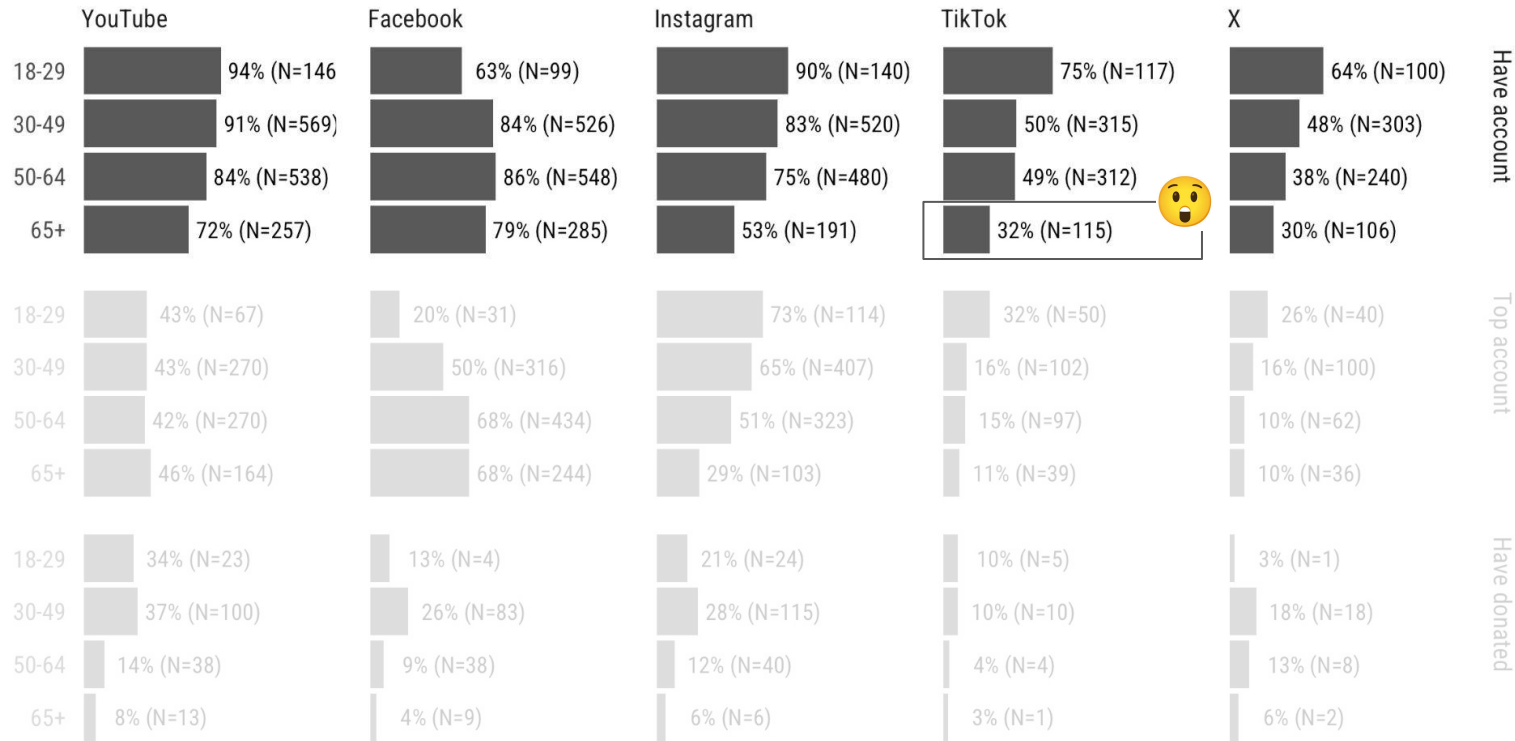 YouTube Facebook Instagram TikTok X
18-29 94% (N=146 63% (N=99) 90% (N=140) 75% (N=117) 64% (N=100)
30-49 91% (N=569) 84% (N=526) 83% (N=520) 50% (N=315) 48% (N=303)
50-64 84% (N=538) 86% (N=548) 75% (N=480) 49% (N=312) 38% (N=240)
65+ 72% (N=257) 79% (N=285) 53% (N=191) 32% (N=115) 30% (N=106)
Have account
18-29 43% (N=67) 20% (N=31) 73% (N=114) 32% (N=50) 26% (N=40)
30-49 43% (N=270) 50% (N=316) 65% (N=407) 16% (N=102) 16% (N=100)
50-64 42% (N=270) 68% (N=434) 51% (N=323) 15% (N=97) 10% (N=62)
65+ 46% (N=164) 68% (N=244) 29% (N=103) 11% (N=39) 10% (N=36)
Top account
18-29 34% (N=23) 13% (N=4) 21% (N=24) 10% (N=5) 3% (N=1)
30-49 37% (N=100) 26% (N=83) 28% (N=115) 10% (N=10) 18% (N=18)
50-64 14% (N=38) 9% (N=38) 12% (N=40) 4% (N=4) 13% (N=8)
65+ 8% (N=13) 4% (N=9) 6% (N=6) 3% (N=1) 6% (N=2)
Have donated